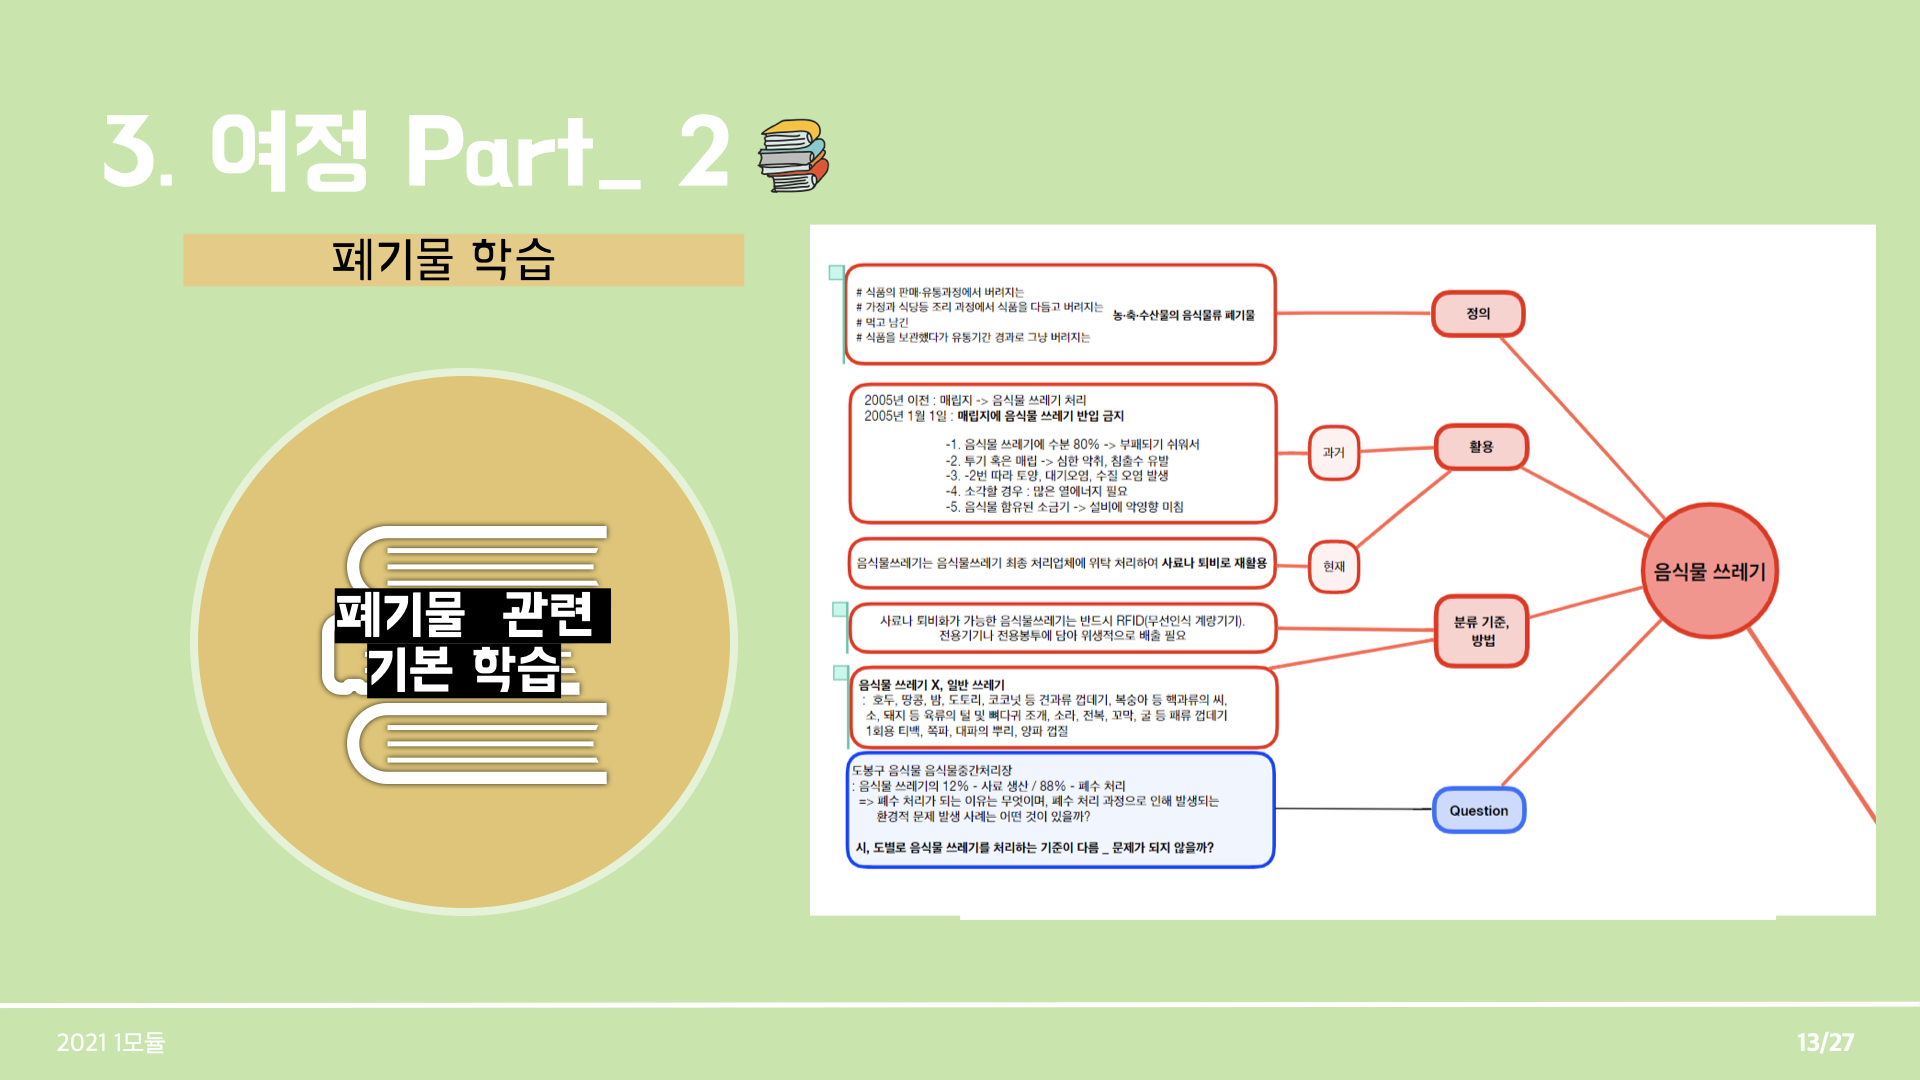 3. 여정 Part_ 2
폐기물 학습
폐기물 관련
기본 학습
# 식품의 판매·유통과정에서 버려지는
# 가정과 식당등 조리 과정에서 식품을 다듬고 버려지는
# 먹고 남긴
# 식품을 보관했다가 유통기간 경과로 그냥 버려지는
농·축·수산물의 음식물류 폐기물
정의
2005년 이전 : 매립지 -> 음식물 쓰레기 처리
2005년 1월 1일 : 매립지에 음식물 쓰레기 반입 금지
-1. 음식물 쓰레기에 수분 80% -> 부패되기 쉬워서
-2. 투기 혹은 매립 -> 심한 악취, 침출수 유발
-3. -2번 따라 토양, 대기오염, 수질 오염 발생
-4. 소각할 경우 : 많은 열에너지 필요
-5. 음식물 함유된 소금기 -> 설비에 악영향 미침
과거
활용
음식물쓰레기는 음식물쓰레기 최종 처리업체에 위탁 처리하여 사료나 퇴비로 재활용
현재
음식물 쓰레기
사료나 퇴비화가 가능한 음식물쓰레기는 반드시 RFID(무선인식 계량기기).
전용기기나 전용봉투에 담아 위생적으로 배출 필요
분류 기준,
방법
음식물 쓰레기 X, 일반 쓰레기
: 호두, 땅콩, 밤, 도토리, 코코넛 등 견과류 껍데기, 복숭아 등 핵과류의 씨,
소, 돼지 등 육류의 털 및 뼈다귀 조개, 소라, 전복, 꼬막, 굴 등 패류 껍데기
1회용 티백, 쪽파, 대파의 뿌리, 양파 껍질
도봉구 음식물 음식물중간처리장
: 음식물 쓰레기의 12% - 사료 생산 / 88% - 폐수 처리
=> 폐수 처리가 되는 이유는 무엇이며, 폐수 처리 과정으로 인해 발생되는
환경적 문제 발생 사례는 어떤 것이 있을까?
시, 도별로 음식물 쓰레기를 처리하는 기준이 다름 _ 문제가 되지 않을까?
Question
2021 1모듈
13/27